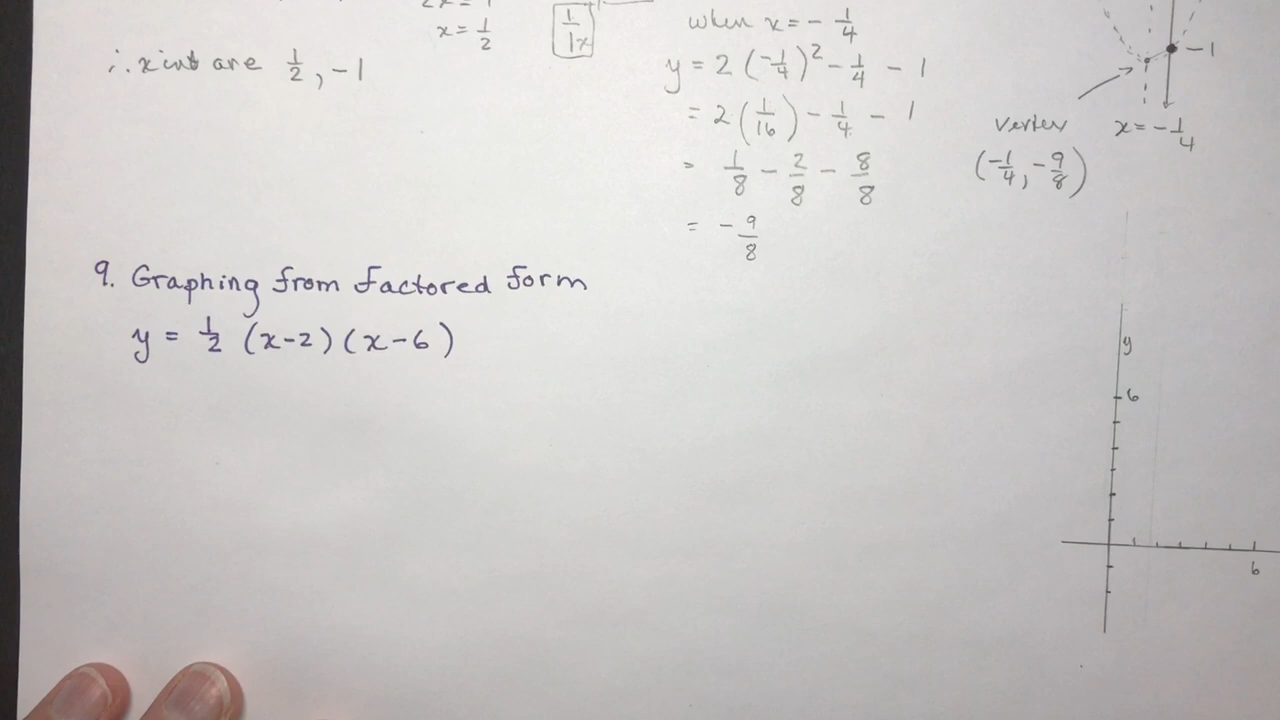 x = 1/2
1
1x
∴ x int are 1/2, -1
when x = - 1/4
y = 2 (-1/4)² - 1/4 - 1
= 2 (1/16) - 1/4 - 1
= 1/8 - 2/8 - 8/8
= - 9/8
-1
vertex
x = - 1/4
(-1/4, -9/8)
9. Graphing from factored form
y = 1/2 (x-2)(x-6)
y
6
6